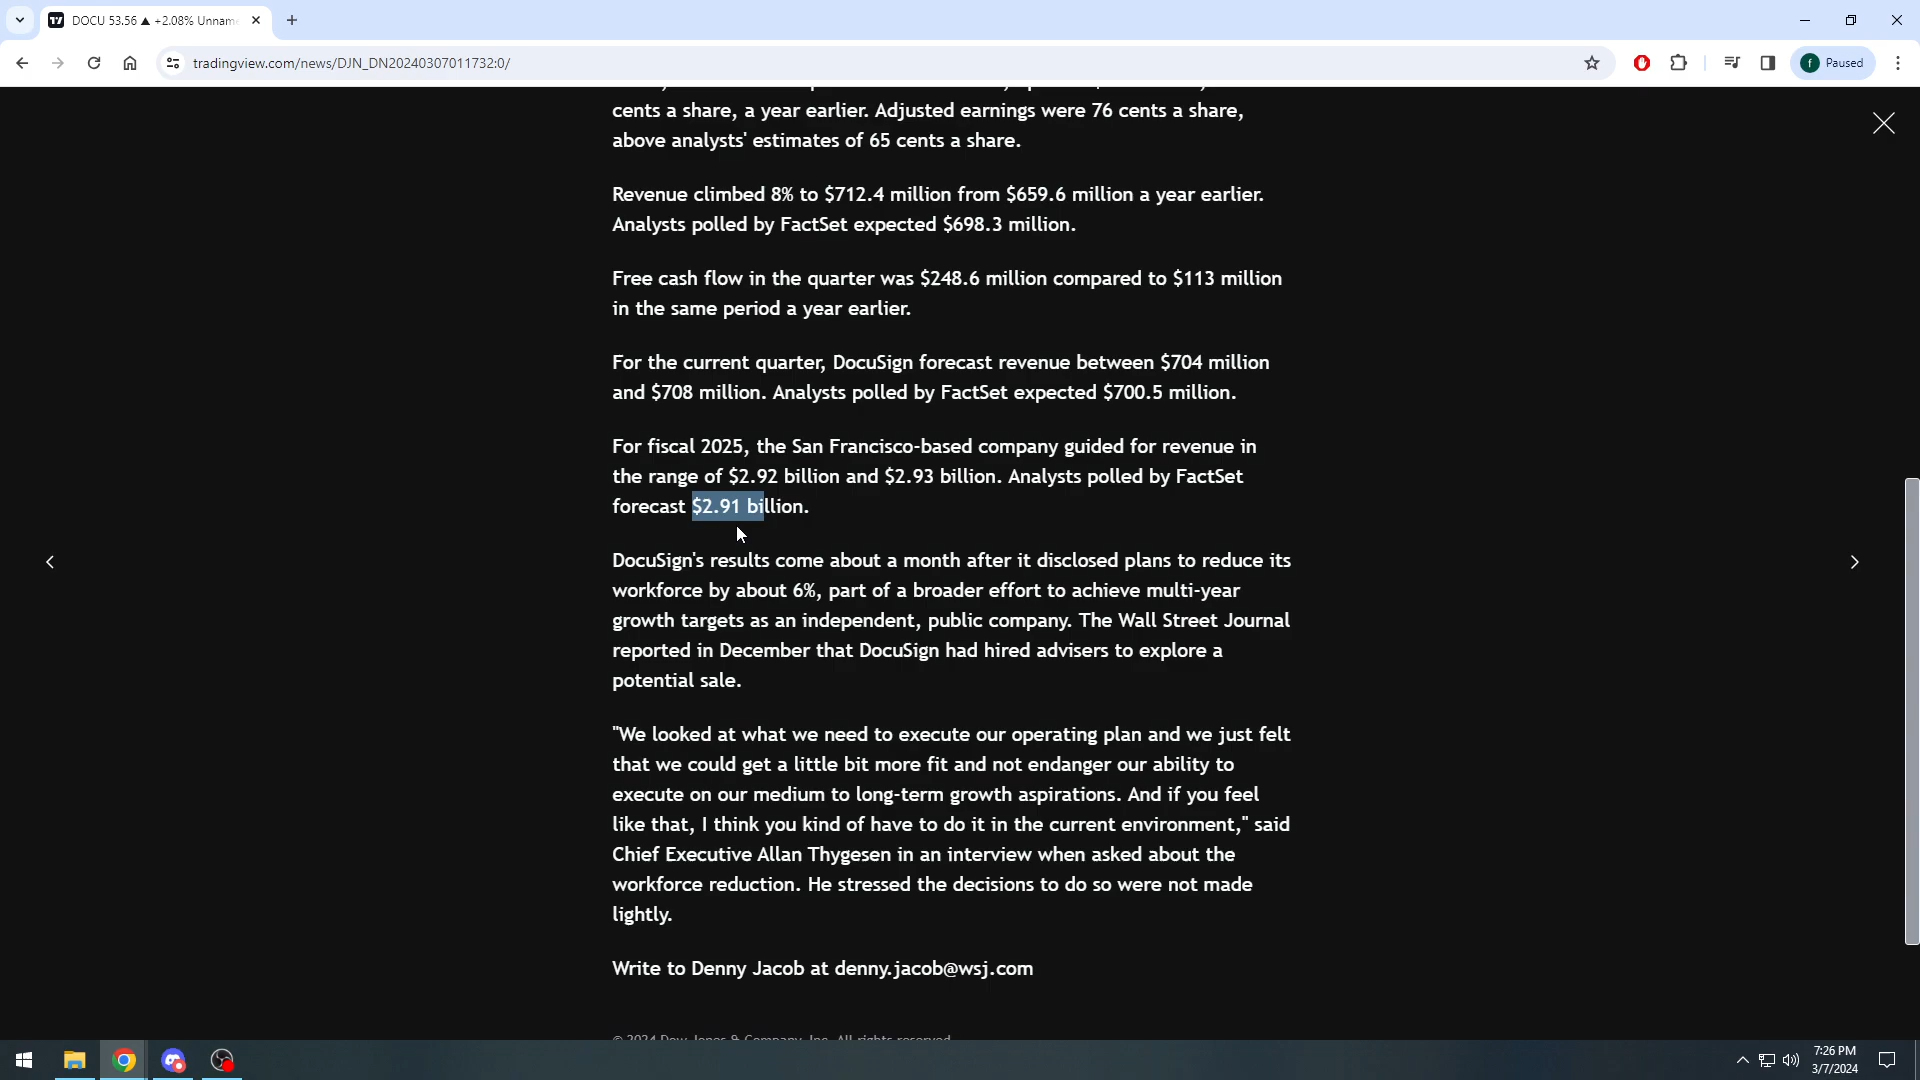 DOCU 53.56 ▲ +2.08% Unname
tradingview.com/news/DJN_DN20240307011732:0/
f Paused
cents a share, a year earlier. Adjusted earnings were 76 cents a share,
above analysts' estimates of 65 cents a share.
Revenue climbed 8% to $712.4 million from $659.6 million a year earlier.
Analysts polled by FactSet expected $698.3 million.
Free cash flow in the quarter was $248.6 million compared to $113 million
in the same period a year earlier.
For the current quarter, DocuSign forecast revenue between $704 million
and $708 million. Analysts polled by FactSet expected $700.5 million.
For fiscal 2025, the San Francisco-based company guided for revenue in
the range of $2.92 billion and $2.93 billion. Analysts polled by FactSet
forecast $2.91 billion.
DocuSign's results come about a month after it disclosed plans to reduce its
workforce by about 6%, part of a broader effort to achieve multi-year
growth targets as an independent, public company. The Wall Street Journal
reported in December that DocuSign had hired advisers to explore a
potential sale.
"We looked at what we need to execute our operating plan and we just felt
that we could get a little bit more fit and not endanger our ability to
execute on our medium to long-term growth aspirations. And if you feel
like that, I think you kind of have to do it in the current environment," said
Chief Executive Allan Thygesen in an interview when asked about the
workforce reduction. He stressed the decisions to do so were not made
lightly.
Write to Denny Jacob at denny.jacob@wsj.com
© 2024 Dow Jones & Company, Inc. All rights reserved.
7:26 PM
3/7/2024